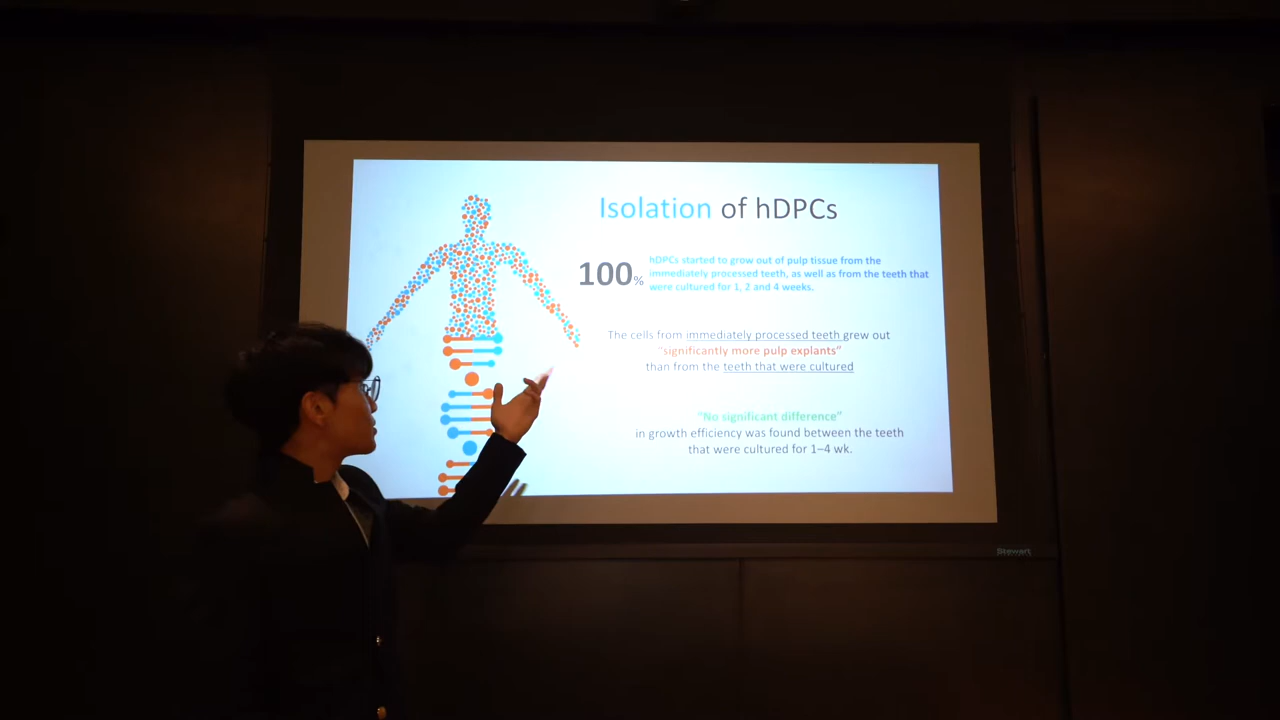 Isolation of hDPCs
100%
hDPCs started to grow out of pulp tissue from the
immediately processed teeth, as well as from the teeth that
were cultured for 1, 2 and 4 weeks.
The cells from immediately processed teeth grew out
"significantly more pulp explants"
than from the teeth that were cultured
"No significant difference"
in growth efficiency was found between the teeth
that were cultured for 1–4 wk.
Stewart